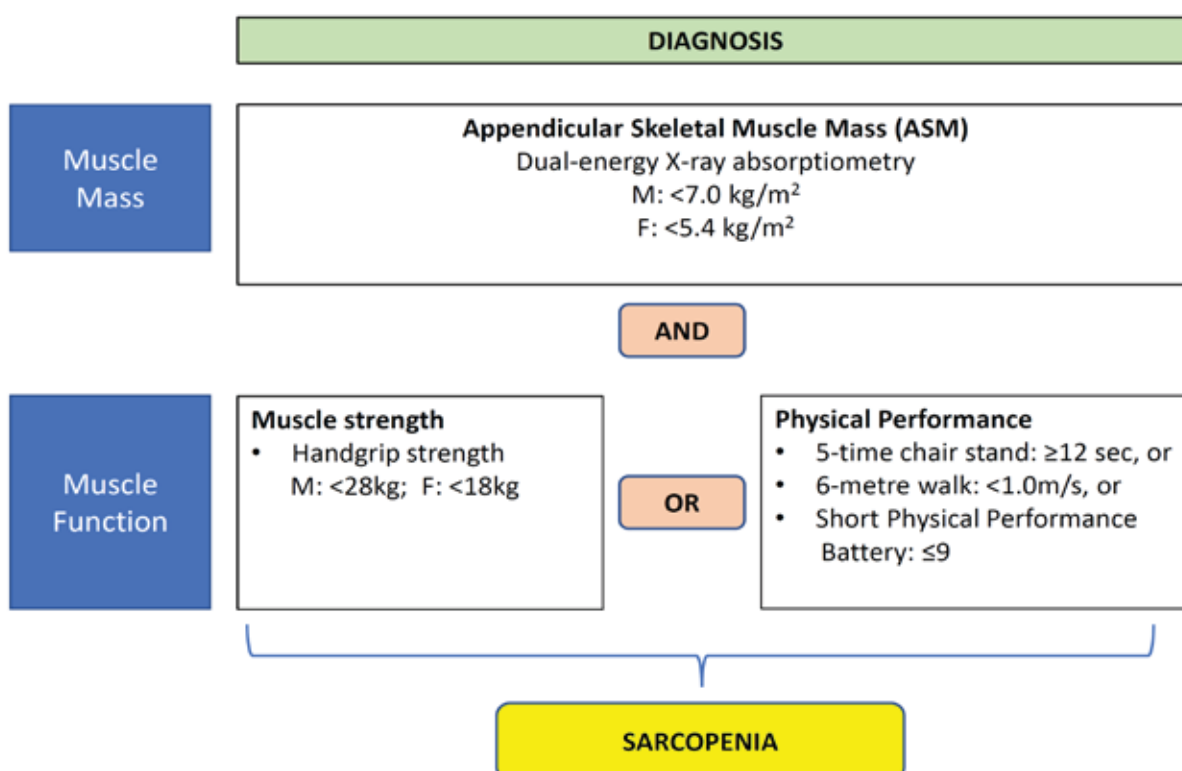 DIAGNOSIS
Muscle
Mass
Appendicular Skeletal Muscle Mass (ASM)
Dual-energy X-ray absorptiometry
M: <7.0 kg/m²
F: <5.4 kg/m²
AND
Muscle
Function
Muscle strength
• Handgrip strength
M: <28kg; F: <18kg
OR
Physical Performance
• 5-time chair stand: ≥12 sec, or
• 6-metre walk: <1.0m/s, or
• Short Physical Performance
Battery: ≤9
SARCOPENIA